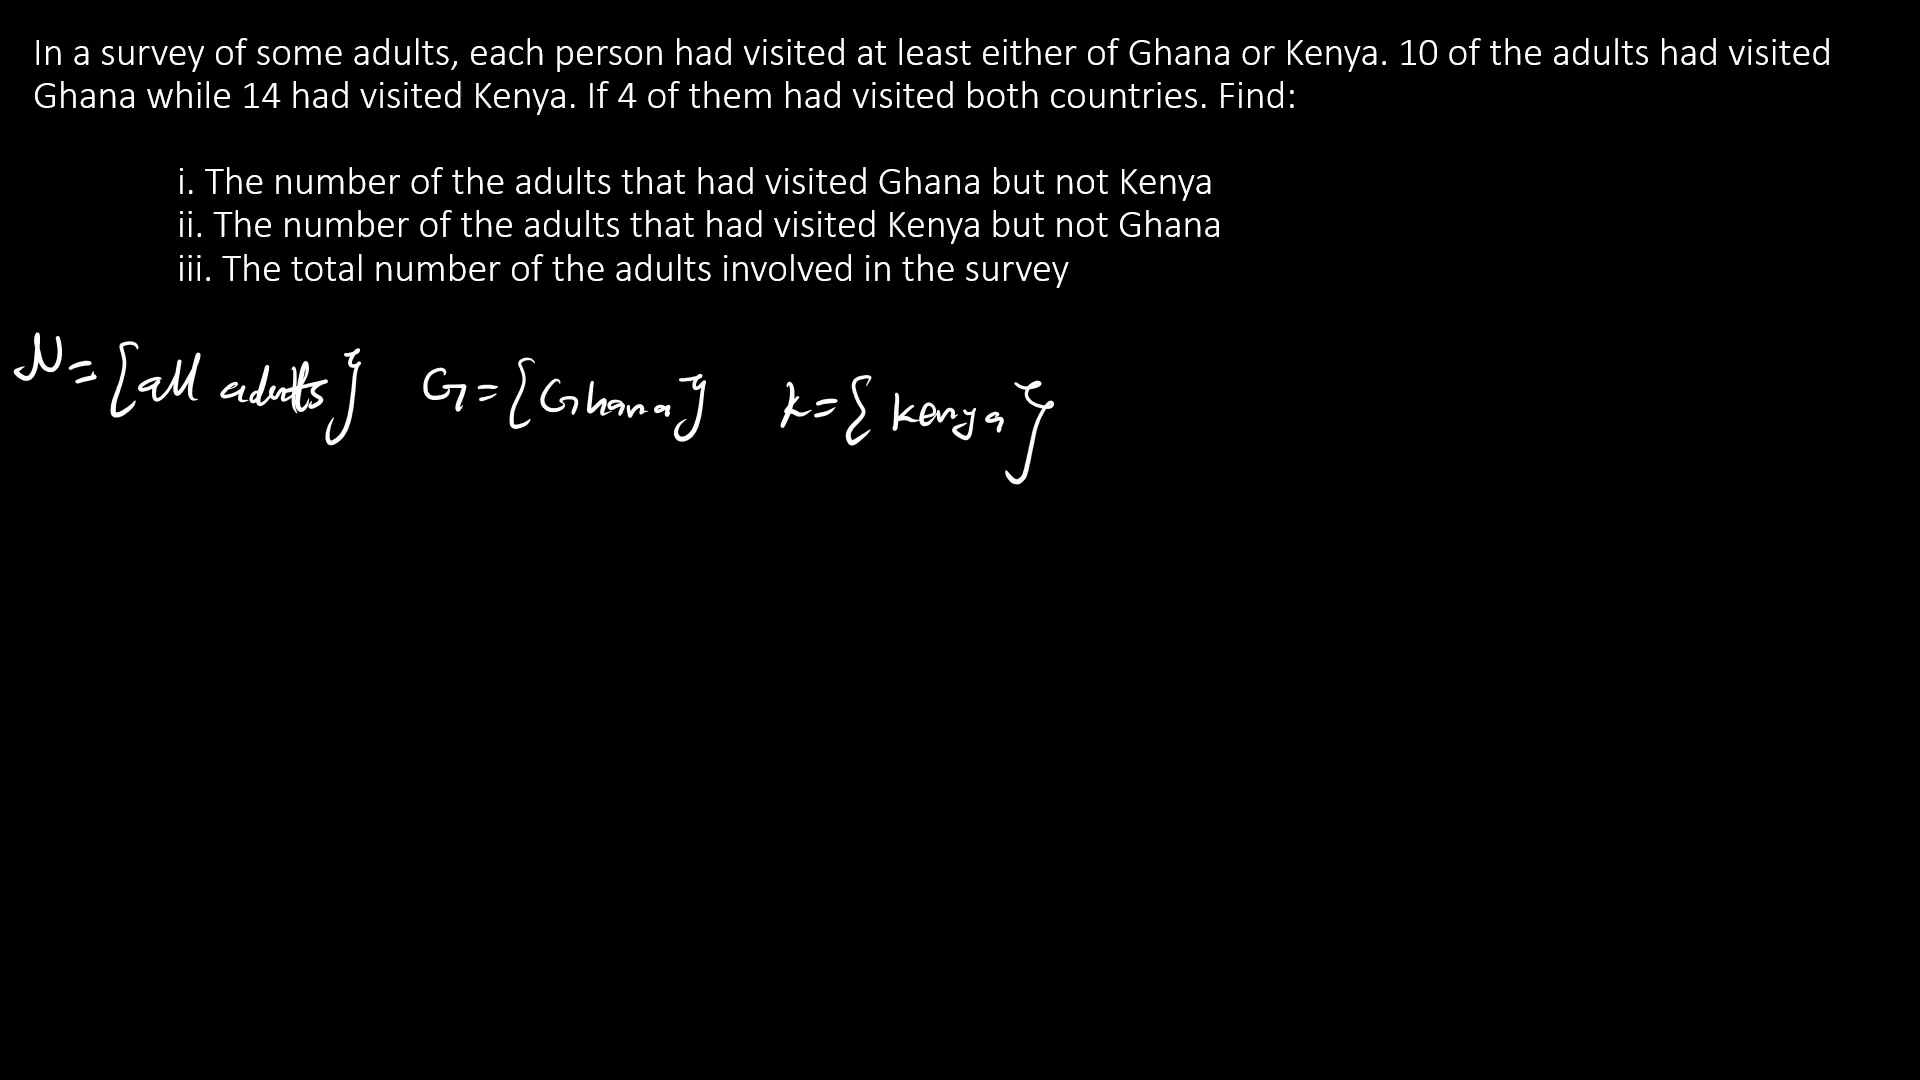 In a survey of some adults, each person had visited at least either of Ghana or Kenya. 10 of the adults had visited
Ghana while 14 had visited Kenya. If 4 of them had visited both countries. Find:
i. The number of the adults that had visited Ghana but not Kenya
ii. The number of the adults that had visited Kenya but not Ghana
iii. The total number of the adults involved in the survey
N={all adults} G={Ghana} K={Kenya}